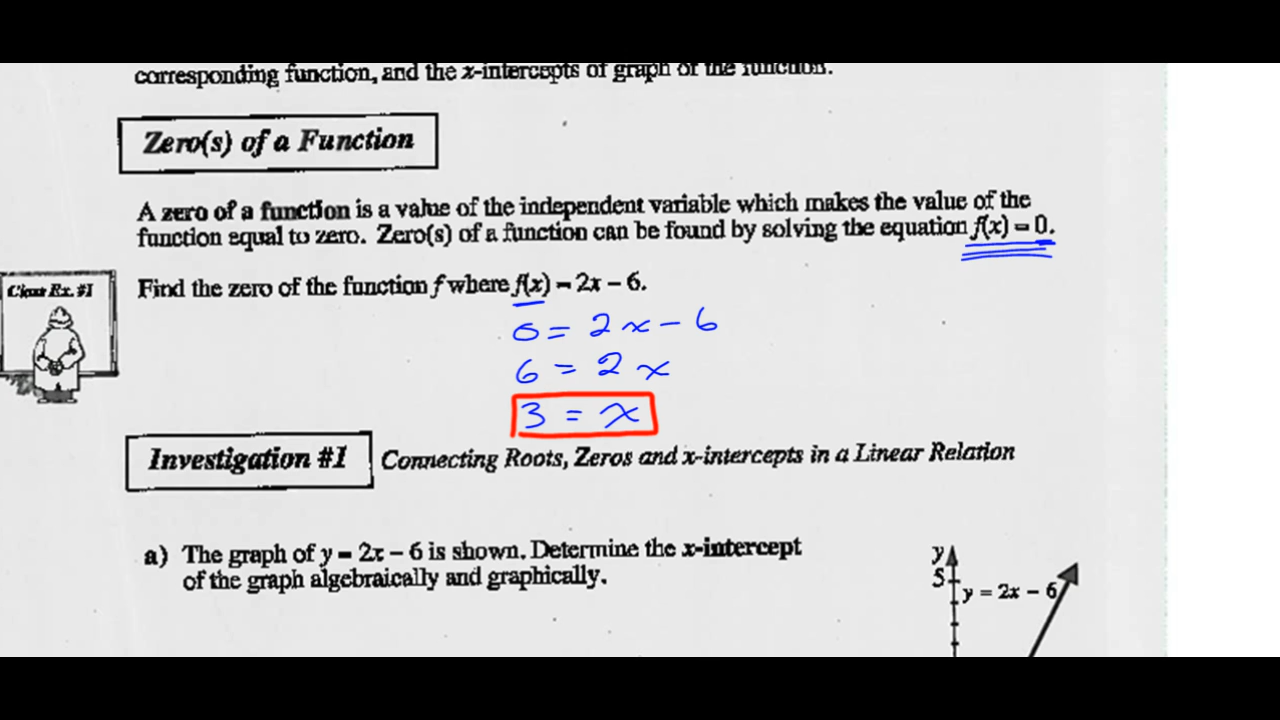 corresponding function, and the x-intercepts of graph of the function.
Zero(s) of a Function
A zero of a function is a value of the independent variable which makes the value of the
function equal to zero. Zero(s) of a function can be found by solving the equation f(x) = 0.
Class Ex. #1
Find the zero of the function f where f(x) = 2x - 6.
0 = 2x - 6
6 = 2x
3 = x
Investigation #1
Connecting Roots, Zeros and x-intercepts in a Linear Relation
a) The graph of y = 2x - 6 is shown. Determine the x-intercept
of the graph algebraically and graphically.
y
5
y = 2x - 6